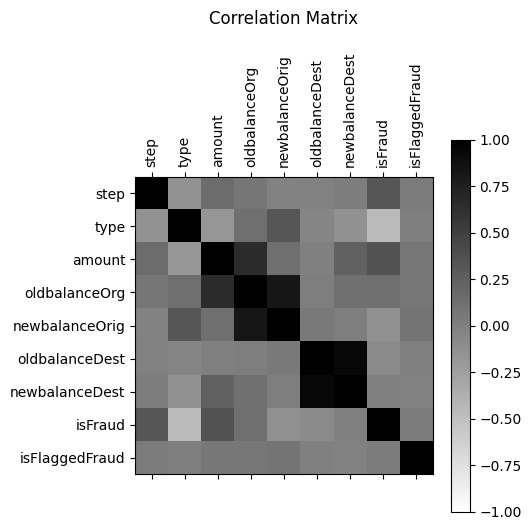 Correlation Matrix
step
type
amount
oldbalanceOrg
newbalanceOrig
oldbalanceDest
newbalanceDest
isFraud
isFlaggedFraud
step
type
amount
oldbalanceOrg
newbalanceOrig
oldbalanceDest
newbalanceDest
isFraud
isFlaggedFraud
1.00
0.75
0.50
0.25
0.00
−0.25
−0.50
−0.75
−1.00